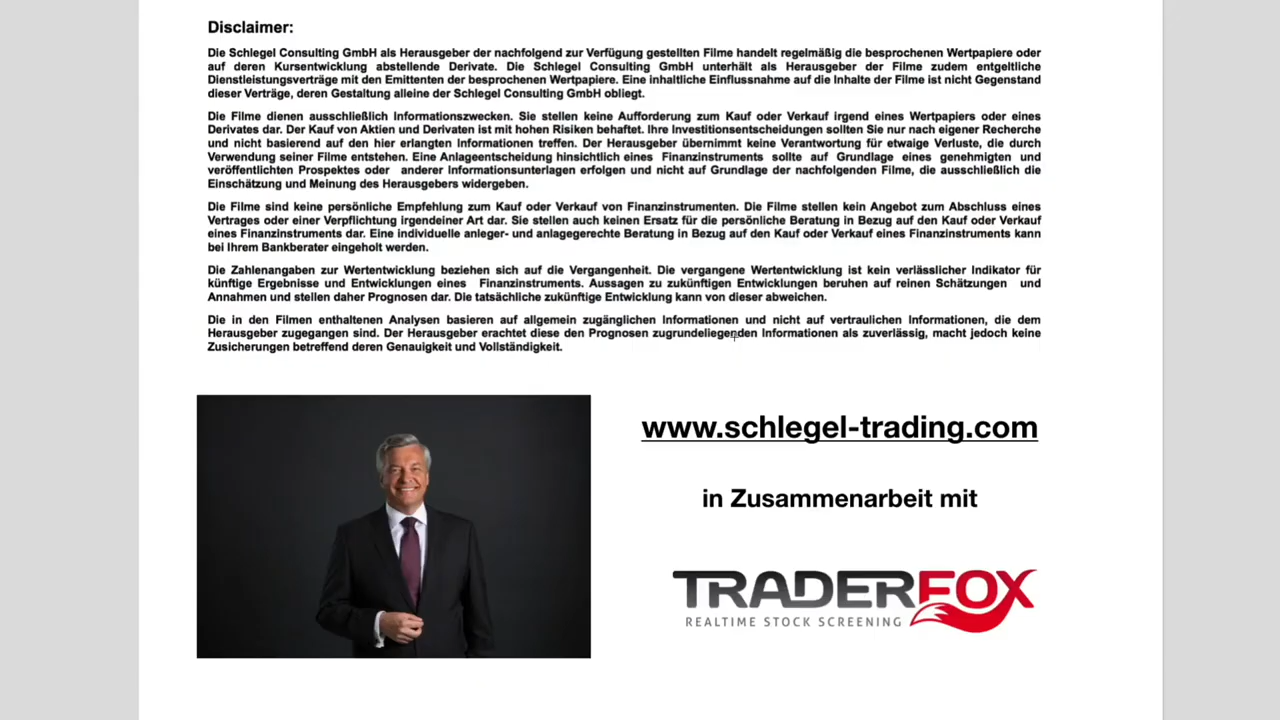 Disclaimer:
Die Schlegel Consulting GmbH als Herausgeber der nachfolgend zur Verfügung gestellten Filme handelt regelmäßig die besprochenen Wertpapiere oder
auf deren Kursentwicklung abstellende Derivate. Die Schlegel Consulting GmbH unterhält als Herausgeber der Filme zudem entgeltliche
Dienstleistungsverträge mit den Emittenten der besprochenen Wertpapiere. Eine inhaltliche Einflussnahme auf die Inhalte der Filme ist nicht Gegenstand
dieser Verträge, deren Gestaltung alleine der Schlegel Consulting GmbH obliegt.
Die Filme dienen ausschließlich Informationszwecken. Sie stellen keine Aufforderung zum Kauf oder Verkauf irgend eines Wertpapiers oder eines
Derivates dar. Der Kauf von Aktien und Derivaten ist mit hohen Risiken behaftet. Ihre Investitionsentscheidungen sollten Sie nur nach eigener Recherche
und nicht basierend auf den hier erlangten Informationen treffen. Der Herausgeber übernimmt keine Verantwortung für etwaige Verluste, die durch
Verwendung seiner Filme entstehen. Eine Anlageentscheidung hinsichtlich eines Finanzinstruments sollte auf Grundlage eines genehmigten und
veröffentlichten Prospektes oder anderer Informationsunterlagen erfolgen und nicht auf Grundlage der nachfolgenden Filme, die ausschließlich die
Einschätzung und Meinung des Herausgebers widergeben.
Die Filme sind keine persönliche Empfehlung zum Kauf oder Verkauf von Finanzinstrumenten. Die Filme stellen kein Angebot zum Abschluss eines
Vertrages oder einer Verpflichtung irgendeiner Art dar. Sie stellen auch keinen Ersatz für die persönliche Beratung in Bezug auf den Kauf oder Verkauf
eines Finanzinstruments dar. Eine individuelle anleger- und anlagegerechte Beratung in Bezug auf den Kauf oder Verkauf eines Finanzinstruments kann
bei Ihrem Bankberater eingeholt werden.
Die Zahlenangaben zur Wertentwicklung beziehen sich auf die Vergangenheit. Die vergangene Wertentwicklung ist kein verlässlicher Indikator für
künftige Ergebnisse und Entwicklungen eines Finanzinstruments. Aussagen zu zukünftigen Entwicklungen beruhen auf reinen Schätzungen und
Annahmen und stellen daher Prognosen dar. Die tatsächliche zukünftige Entwicklung kann von dieser abweichen.
Die in den Filmen enthaltenen Analysen basieren auf allgemein zugänglichen Informationen und nicht auf vertraulichen Informationen, die dem
Herausgeber zugegangen sind. Der Herausgeber erachtet diese den Prognosen zugrundeliegenden Informationen als zuverlässig, macht jedoch keine
Zusicherungen betreffend deren Genauigkeit und Vollständigkeit.
www.schlegel-trading.com
in Zusammenarbeit mit
TRADERFOX
REALTIME STOCK SCREENING